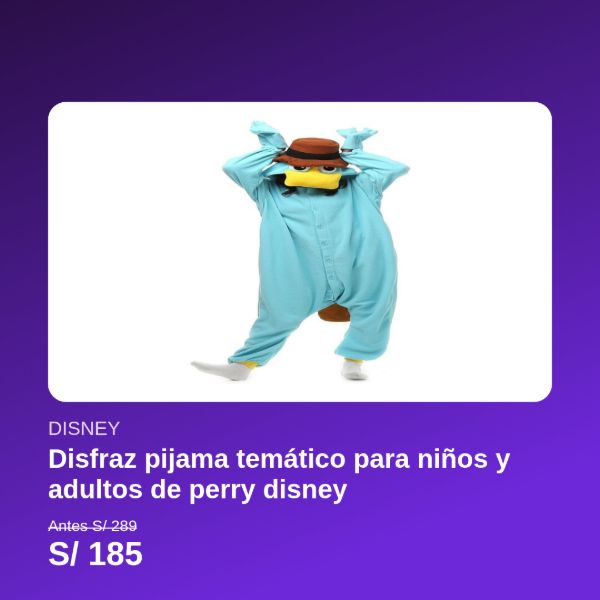 DISNEY
Disfraz pijama temático para niños y
adultos de perry disney
Antes S/ 289
S/ 185